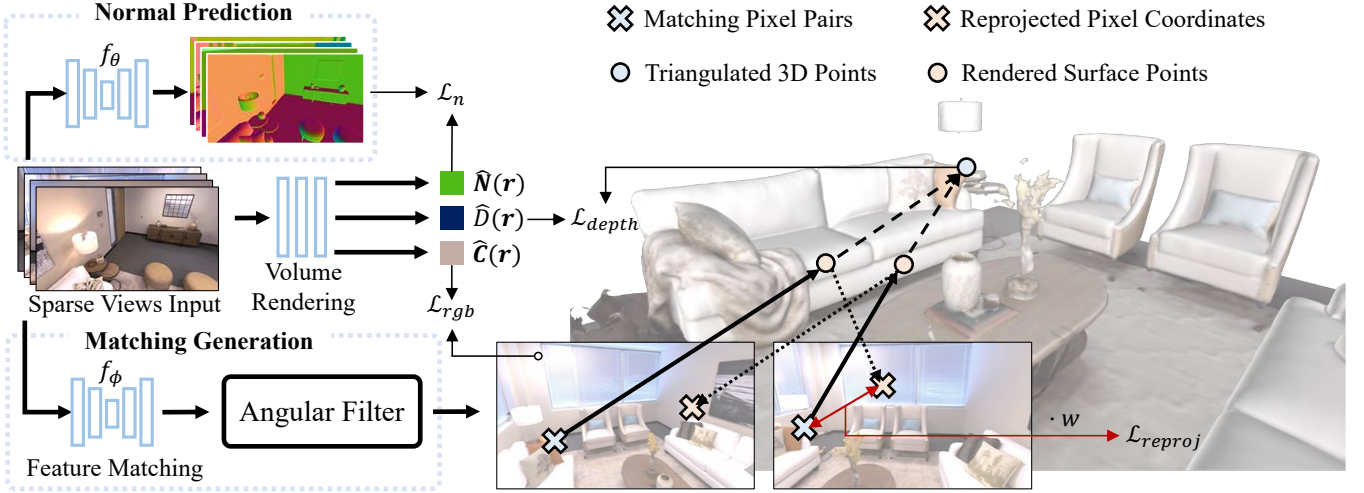 Normal Prediction
f_θ
Matching Pixel Pairs
Reprojected Pixel Coordinates
Triangulated 3D Points
Rendered Surface Points
ℒ_n
N̂(r)
D̂(r)
ℒ_depth
Ĉ(r)
Volume
Rendering
Sparse Views Input
ℒ_rgb
Matching Generation
f_ϕ
Angular Filter
Feature Matching
· w
ℒ_reproj